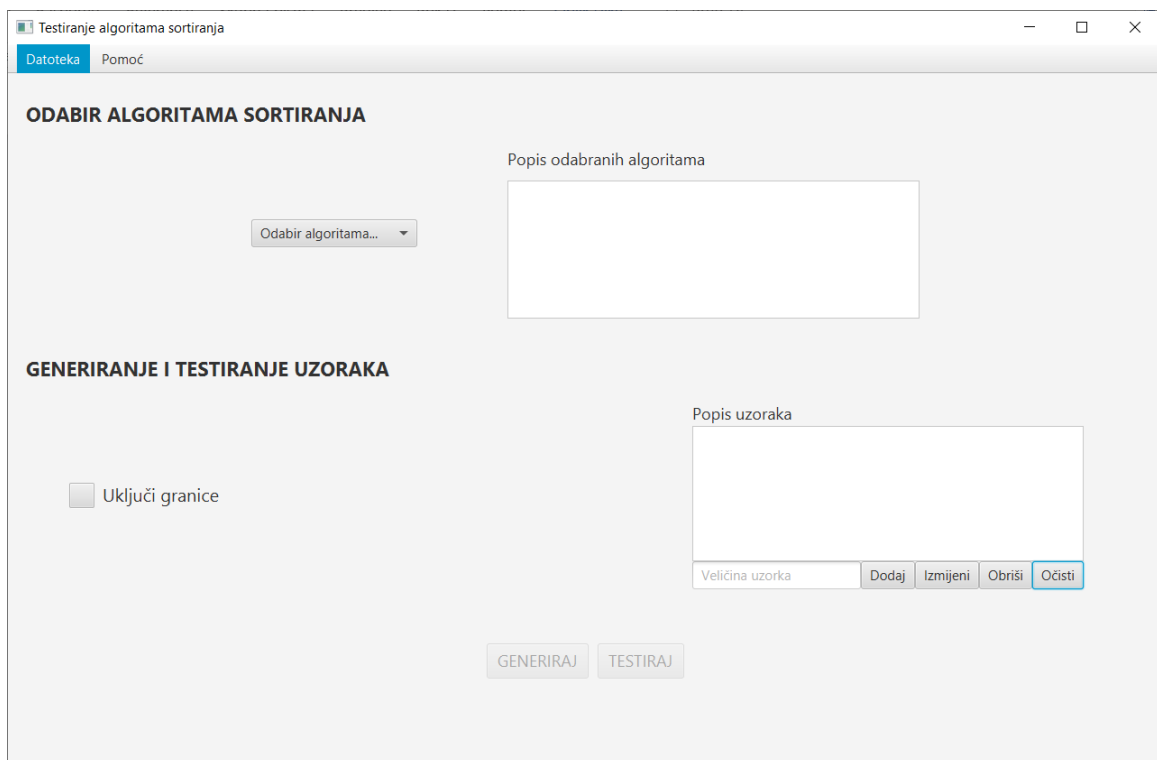 Testiranje algoritama sortiranja
Datoteka Pomoć
ODABIR ALGORITAMA SORTIRANJA
Popis odabranih algoritama
Odabir algoritama...
GENERIRANJE I TESTIRANJE UZORAKA
Popis uzoraka
Uključi granice
Veličina uzorka Dodaj Izmijeni Obriši Očisti
GENERIRAJ TESTIRAJ